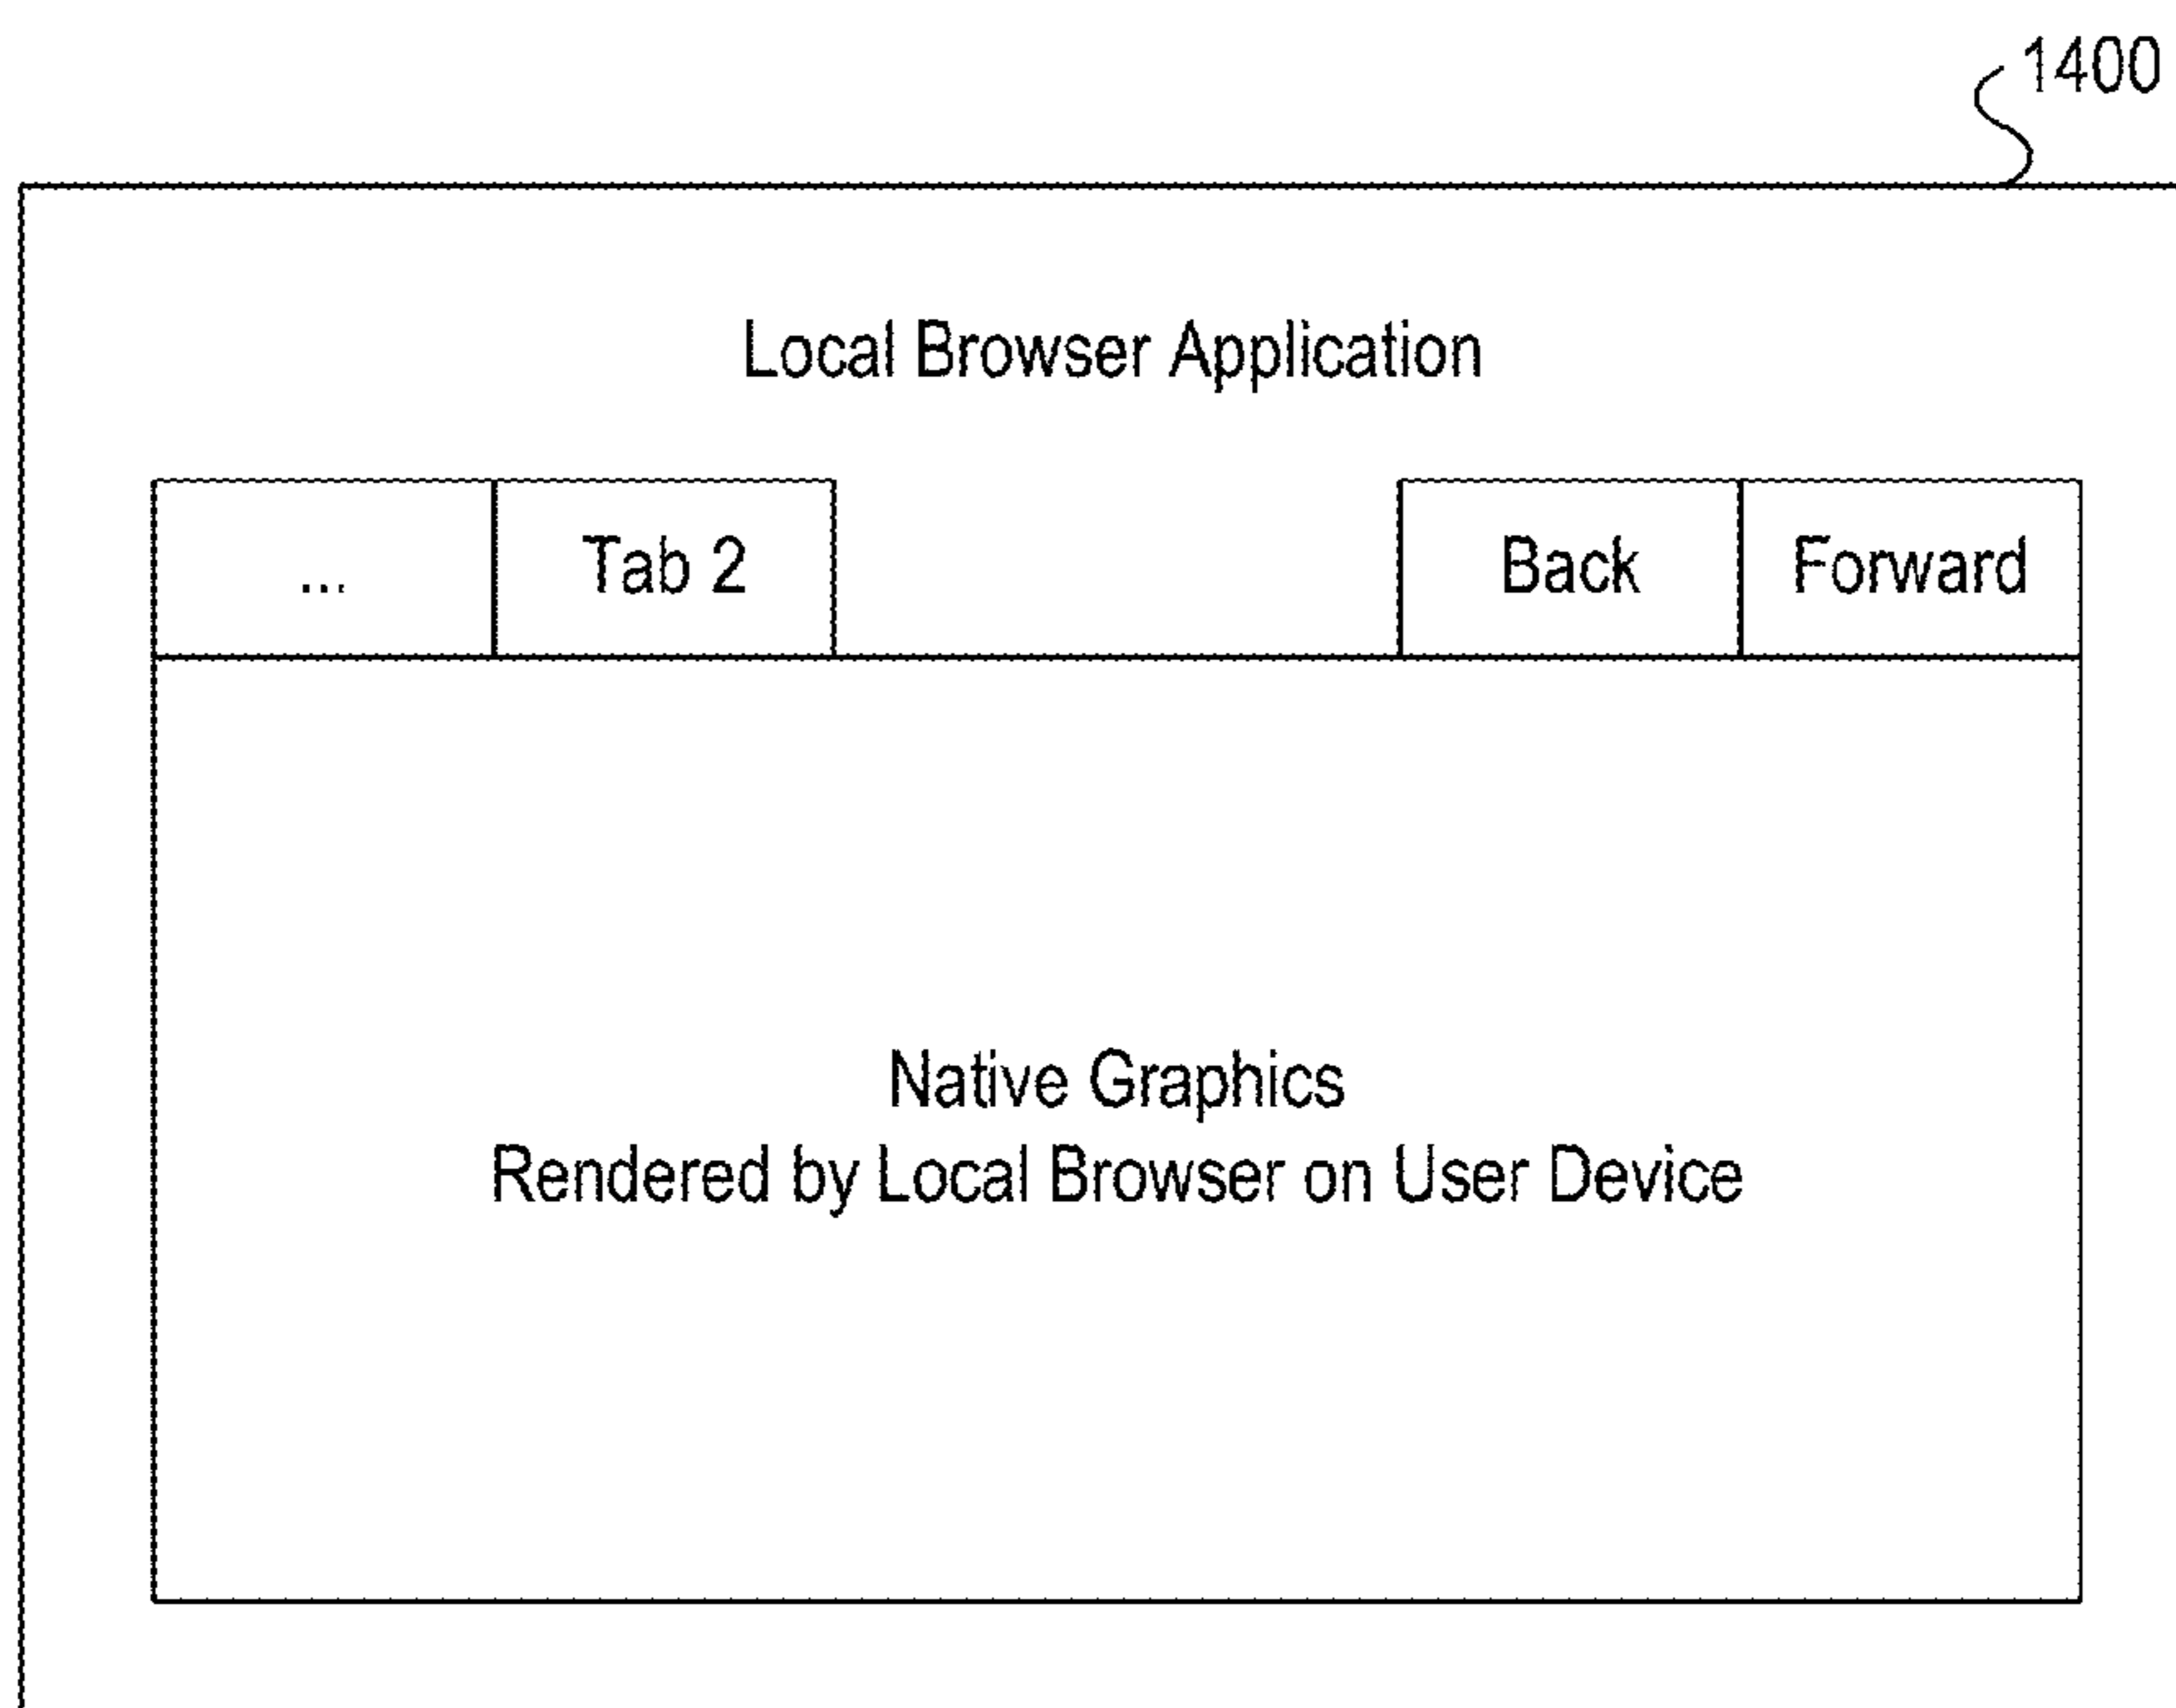 1400
Local Browser Application
... Tab 2 Back Forward
Native Graphics
Rendered by Local Browser on User Device